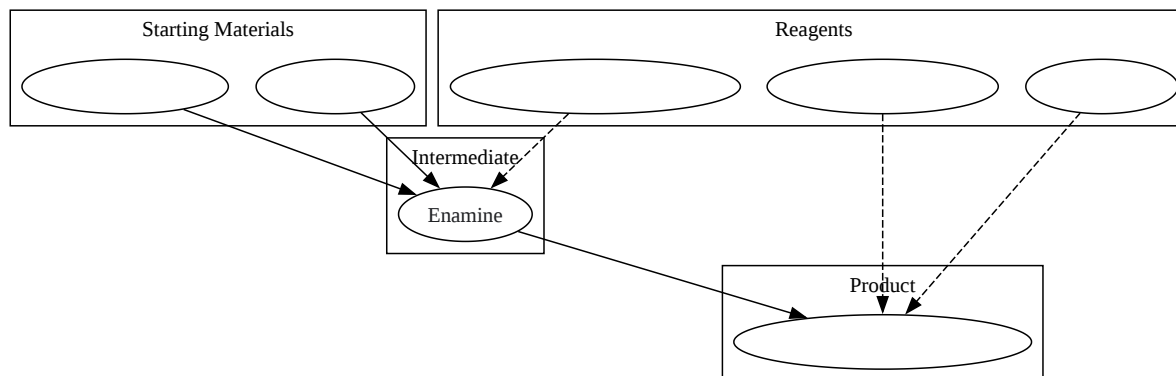 Starting Materials
Reagents
Intermediate
Enamine
Product